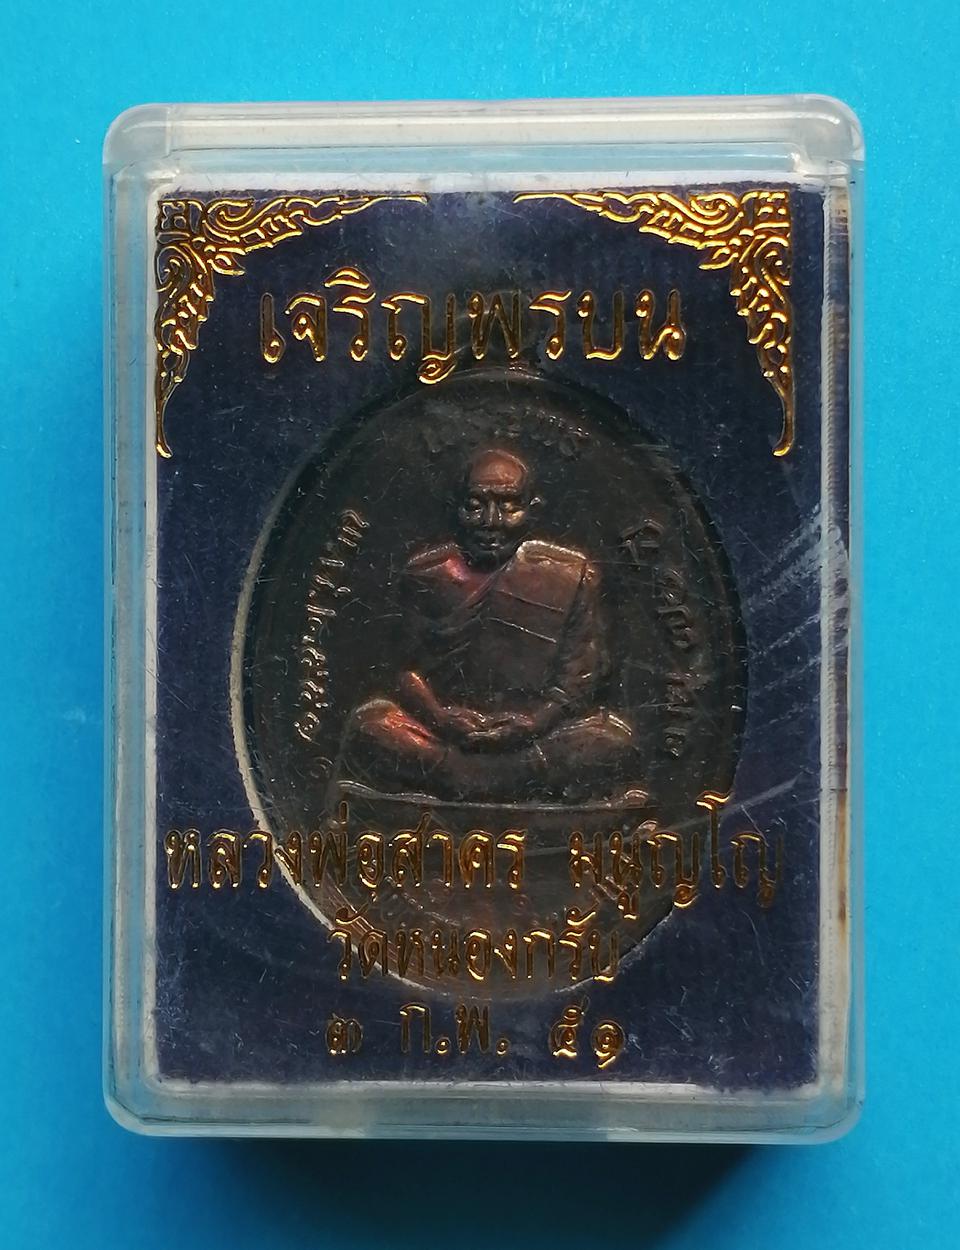 เจริญพรบน
หลวงพ่อสาคร มนุญโญ
วัดหนองกรับ
๓ ก.พ. ๕๑